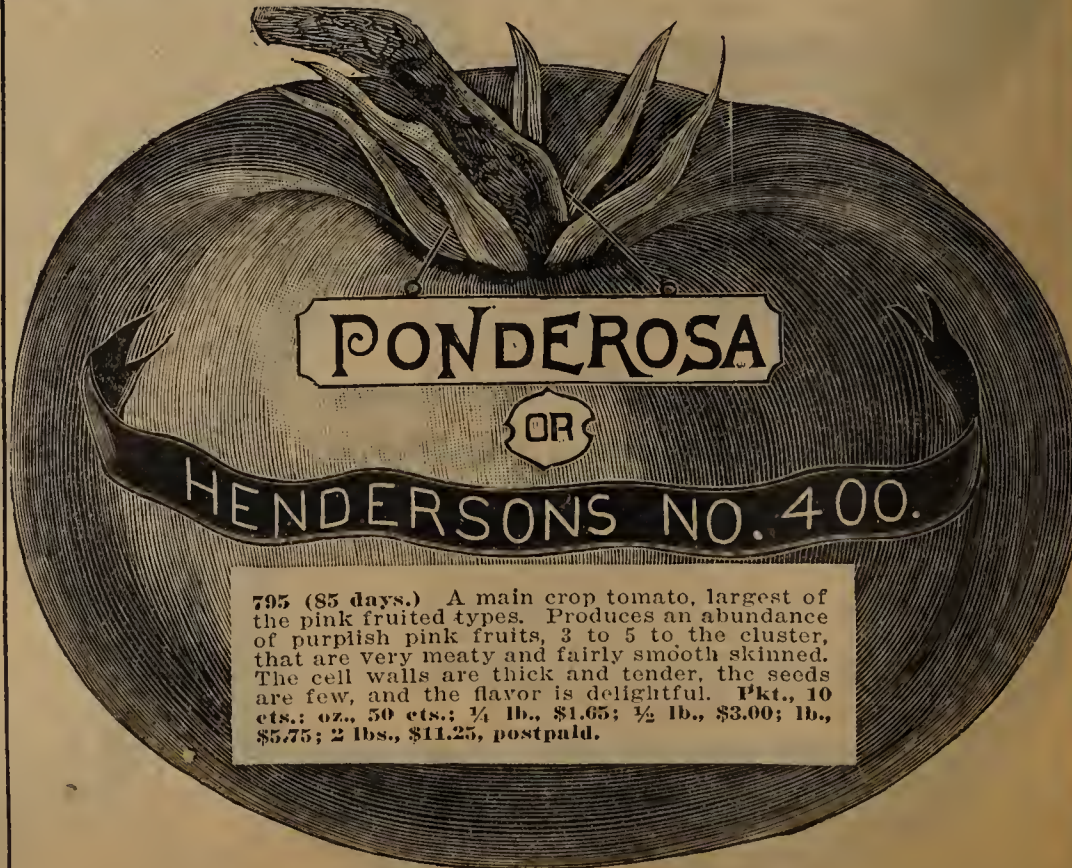 PONDEROSA
OR
HENDERSONS NO. 400.
795 (85 days.) A main crop tomato, largest of
the pink fruited types. Produces an abundance
of purplish pink fruits, 3 to 5 to the cluster,
that are very meaty and fairly smooth skinned.
The cell walls are thick and tender, the seeds
are few, and the flavor is delightful. Pkt., 10
cts.; oz., 50 cts.; ¼ lb., $1.65; ½ lb., $3.00; lb.,
$5.75; 2 lbs., $11.25, postpaid.